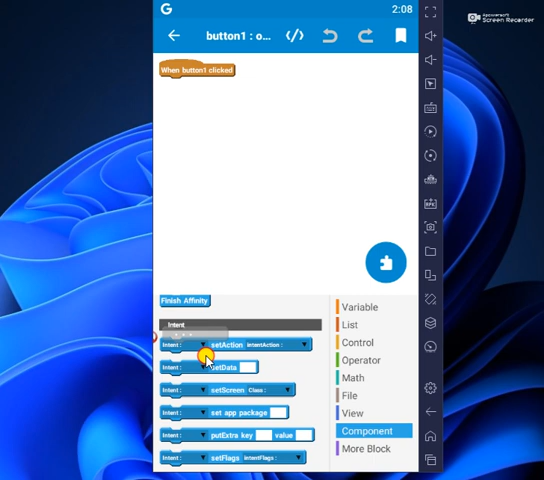 G
2:08
Apowersoft
Screen Recorder
button1 : o...
When button1 clicked
Finish Affinity
Intent
Intent: setAction IntentAction :
Intent: setData
Intent: setScreen Class :
Intent: set app package
Intent: putExtra key value
Intent: setFlags IntentFlags :
Variable
List
Control
Operator
Math
File
View
Component
More Block